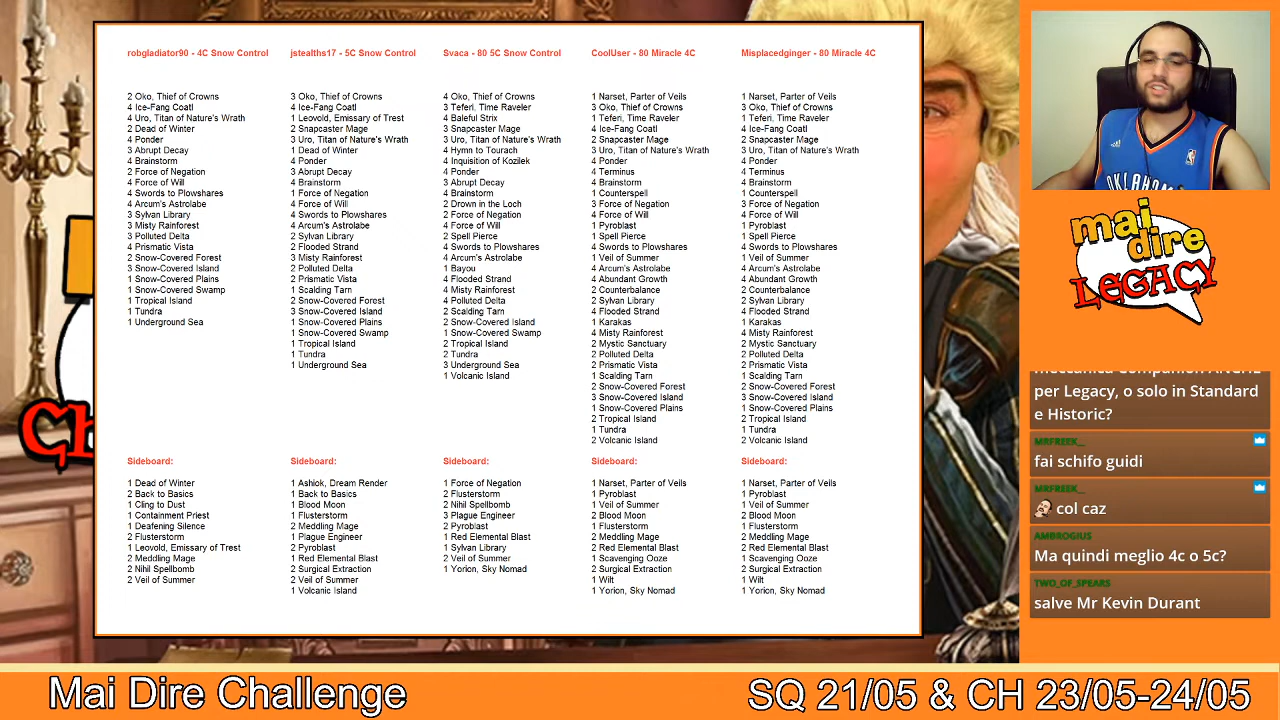 robgladiator90 - 4C Snow Control
2 Oko, Thief of Crowns
4 Ice-Fang Coatl
4 Uro, Titan of Nature's Wrath
2 Dead of Winter
4 Ponder
3 Abrupt Decay
4 Brainstorm
2 Force of Negation
4 Force of Will
4 Swords to Plowshares
4 Arcum's Astrolabe
3 Sylvan Library
3 Misty Rainforest
3 Polluted Delta
4 Prismatic Vista
2 Snow-Covered Forest
3 Snow-Covered Island
1 Snow-Covered Plains
1 Snow-Covered Swamp
1 Tropical Island
1 Tundra
1 Underground Sea
Sideboard:
1 Dead of Winter
2 Back to Basics
1 Cling to Dust
1 Containment Priest
1 Deafening Silence
2 Flusterstorm
1 Leovold, Emissary of Trest
2 Meddling Mage
2 Nihil Spellbomb
2 Veil of Summer
jstealths17 - 5C Snow Control
3 Oko, Thief of Crowns
4 Ice-Fang Coatl
1 Leovold, Emissary of Trest
2 Snapcaster Mage
3 Uro, Titan of Nature's Wrath
1 Dead of Winter
4 Ponder
3 Abrupt Decay
4 Brainstorm
1 Force of Negation
4 Force of Will
4 Swords to Plowshares
4 Arcum's Astrolabe
2 Sylvan Library
2 Flooded Strand
3 Misty Rainforest
2 Polluted Delta
2 Prismatic Vista
1 Scalding Tarn
2 Snow-Covered Forest
3 Snow-Covered Island
1 Snow-Covered Plains
1 Snow-Covered Swamp
1 Tropical Island
1 Tundra
1 Underground Sea
Sideboard:
1 Ashiok, Dream Render
1 Back to Basics
1 Blood Moon
1 Flusterstorm
2 Meddling Mage
1 Plague Engineer
2 Pyroblast
1 Red Elemental Blast
2 Surgical Extraction
2 Veil of Summer
1 Volcanic Island
Svaca - 80 5C Snow Control
4 Oko, Thief of Crowns
3 Teferi, Time Raveler
4 Baleful Strix
3 Snapcaster Mage
3 Uro, Titan of Nature's Wrath
4 Hymn to Tourach
4 Inquisition of Kozilek
4 Ponder
3 Abrupt Decay
4 Brainstorm
2 Drown in the Loch
2 Force of Negation
4 Force of Will
2 Spell Pierce
4 Swords to Plowshares
4 Arcum's Astrolabe
1 Bayou
4 Flooded Strand
4 Misty Rainforest
4 Polluted Delta
2 Scalding Tarn
2 Snow-Covered Island
1 Snow-Covered Swamp
2 Tropical Island
2 Tundra
3 Underground Sea
1 Volcanic Island
Sideboard:
1 Force of Negation
2 Flusterstorm
2 Nihil Spellbomb
3 Plague Engineer
2 Pyroblast
1 Red Elemental Blast
1 Sylvan Library
2 Veil of Summer
1 Yorion, Sky Nomad
CoolUser - 80 Miracle 4C
1 Narset, Parter of Veils
3 Oko, Thief of Crowns
1 Teferi, Time Raveler
4 Ice-Fang Coatl
2 Snapcaster Mage
3 Uro, Titan of Nature's Wrath
4 Ponder
4 Terminus
4 Brainstorm
1 Counterspell
3 Force of Negation
4 Force of Will
1 Pyroblast
1 Spell Pierce
4 Swords to Plowshares
1 Veil of Summer
4 Arcum's Astrolabe
4 Abundant Growth
2 Counterbalance
2 Sylvan Library
4 Flooded Strand
1 Karakas
4 Misty Rainforest
2 Mystic Sanctuary
2 Polluted Delta
2 Prismatic Vista
1 Scalding Tarn
2 Snow-Covered Forest
3 Snow-Covered Island
1 Snow-Covered Plains
2 Tropical Island
1 Tundra
2 Volcanic Island
Sideboard:
1 Narset, Parter of Veils
1 Pyroblast
1 Veil of Summer
2 Blood Moon
1 Flusterstorm
2 Meddling Mage
2 Red Elemental Blast
1 Scavenging Ooze
2 Surgical Extraction
1 Wilt
1 Yorion, Sky Nomad
Misplacedginger - 80 Miracle 4C
1 Narset, Parter of Veils
3 Oko, Thief of Crowns
1 Teferi, Time Raveler
4 Ice-Fang Coatl
2 Snapcaster Mage
3 Uro, Titan of Nature's Wrath
4 Ponder
4 Terminus
4 Brainstorm
1 Counterspell
3 Force of Negation
4 Force of Will
1 Pyroblast
1 Spell Pierce
4 Swords to Plowshares
1 Veil of Summer
4 Arcum's Astrolabe
4 Abundant Growth
2 Counterbalance
2 Sylvan Library
4 Flooded Strand
1 Karakas
4 Misty Rainforest
2 Mystic Sanctuary
2 Polluted Delta
2 Prismatic Vista
1 Scalding Tarn
2 Snow-Covered Forest
3 Snow-Covered Island
1 Snow-Covered Plains
2 Tropical Island
1 Tundra
2 Volcanic Island
Sideboard:
1 Narset, Parter of Veils
1 Pyroblast
1 Veil of Summer
2 Blood Moon
1 Flusterstorm
2 Meddling Mage
2 Red Elemental Blast
1 Scavenging Ooze
2 Surgical Extraction
1 Wilt
1 Yorion, Sky Nomad
adidas
OKLAHOMA
mai
dire
LEGACY
per Legacy, o solo in Standard
e Historic?
MRFREEK_
fai schifo guidi
MRFREEK_
col caz
AMBROGIUS
Ma quindi meglio 4c o 5c?
TWO_OF_SPEARS
salve Mr Kevin Durant
Mai Dire Challenge
SQ 21/05 & CH 23/05-24/05